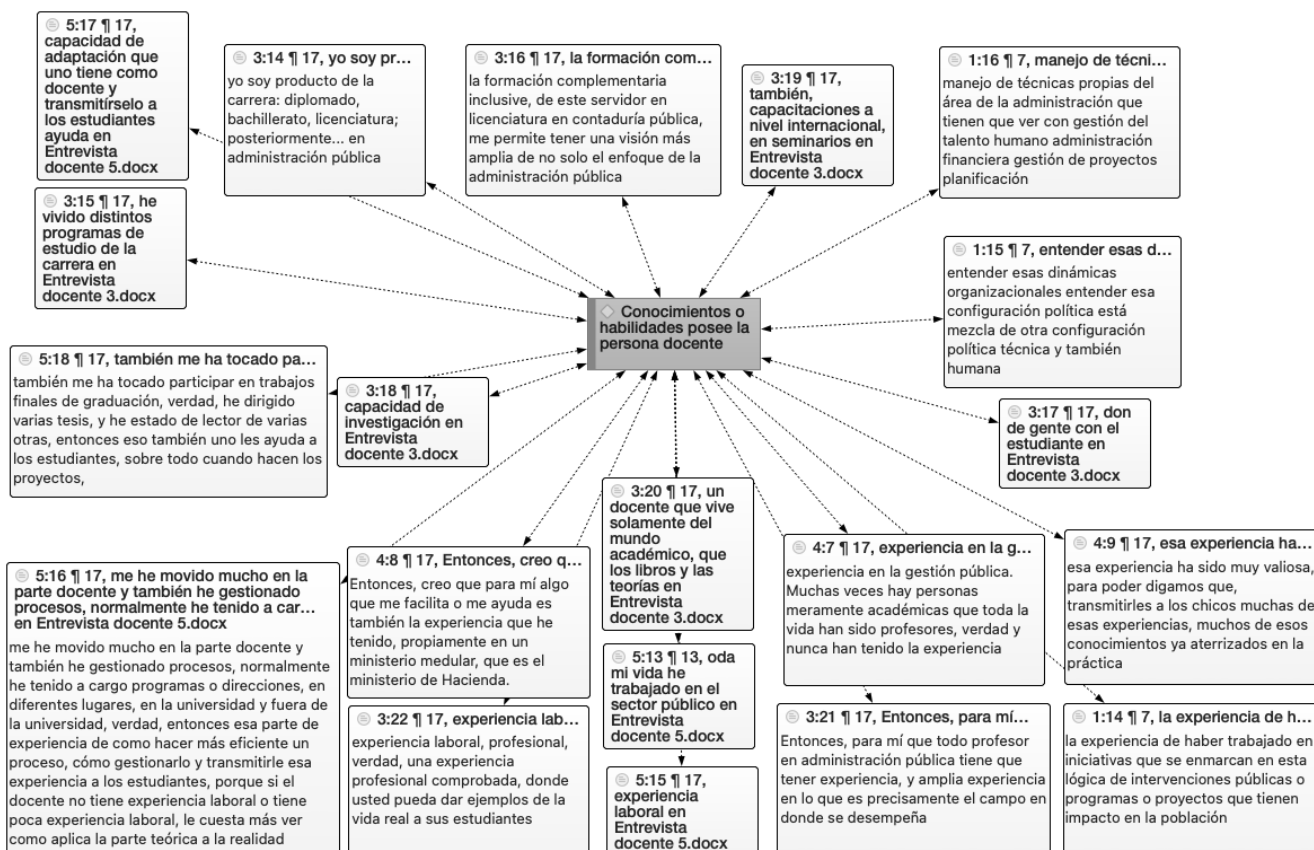 5:17 ¶ 17,
capacidad de
adaptación que
uno tiene como
docente y
transmitírselo a
los estudiantes
ayuda en
Entrevista
docente 5.docx
3:14 ¶ 17, yo soy pr...
yo soy producto de la
carrera: diplomado,
bachillerato, licenciatura;
posteriormente... en
administración pública
3:16 ¶ 17, la formación com...
la formación complementaria
inclusive, de este servidor en
licenciatura en contaduría pública,
me permite tener una visión más
amplia de no solo el enfoque de la
administración pública
3:19 ¶ 17,
también,
capacitaciones a
nivel internacional,
en seminarios en
Entrevista
docente 3.docx
1:16 ¶ 7, manejo de técni...
manejo de técnicas propias del
área de la administración que
tienen que ver con gestión del
talento humano administración
financiera gestión de proyectos
planificación
3:15 ¶ 17, he
vivido distintos
programas de
estudio de la
carrera en
Entrevista
docente 3.docx
1:15 ¶ 7, entender esas d...
entender esas dinámicas
organizacionales entender esa
configuración política está
mezcla de otra configuración
política técnica y también
humana
Conocimientos o
habilidades posee la
persona docente
5:18 ¶ 17, también me ha tocado pa...
también me ha tocado participar en trabajos
finales de graduación, verdad, he dirigido
varias tesis, y he estado de lector de varias
otras, entonces eso también uno les ayuda a
los estudiantes, sobre todo cuando hacen los
proyectos,
3:18 ¶ 17,
capacidad de
investigación en
Entrevista
docente 3.docx
3:17 ¶ 17, don
de gente con el
estudiante en
Entrevista
docente 3.docx
5:16 ¶ 17, me he movido mucho en la
parte docente y también he gestionado
procesos, normalmente he tenido a car...
en Entrevista docente 5.docx
me he movido mucho en la parte docente y
también he gestionado procesos, normalmente
he tenido a cargo programas o direcciones, en
diferentes lugares, en la universidad y fuera de
la universidad, verdad, entonces esa parte de
experiencia de como hacer más eficiente un
proceso, cómo gestionarlo y transmitirle esa
experiencia a los estudiantes, porque si el
docente no tiene experiencia laboral o tiene
poca experiencia laboral, le cuesta más ver
como aplica la parte teórica a la realidad
4:8 ¶ 17, Entonces, creo q...
Entonces, creo que para mí algo
que me facilita o me ayuda es
también la experiencia que he
tenido, propiamente en un
ministerio medular, que es el
ministerio de Hacienda.
3:22 ¶ 17, experiencia lab...
experiencia laboral, profesional,
verdad, una experiencia
profesional comprobada, donde
usted pueda dar ejemplos de la
vida real a sus estudiantes
3:20 ¶ 17, un
docente que vive
solamente del
mundo
académico, que
los libros y las
teorías en
Entrevista
docente 3.docx
5:13 ¶ 13, oda
mi vida he
trabajado en el
sector público en
Entrevista
docente 5.docx
5:15 ¶ 17,
experiencia
laboral en
Entrevista
docente 5.docx
4:7 ¶ 17, experiencia en la g...
experiencia en la gestión pública.
Muchas veces hay personas
meramente académicas que toda la
vida han sido profesores, verdad y
nunca han tenido la experiencia
3:21 ¶ 17, Entonces, para mí...
Entonces, para mí que todo profesor
en administración pública tiene que
tener experiencia, y amplia experiencia
en lo que es precisamente el campo en
donde se desempeña
4:9 ¶ 17, esa experiencia ha...
esa experiencia ha sido muy valiosa,
para poder digamos que,
transmitirles a los chicos muchas de
esas experiencias, muchos de esos
conocimientos ya aterrizados en la
práctica
1:14 ¶ 7, la experiencia de h...
la experiencia de haber trabajado en
iniciativas que se enmarcan en esta
lógica de intervenciones públicas o
programas o proyectos que tienen
impacto en la población